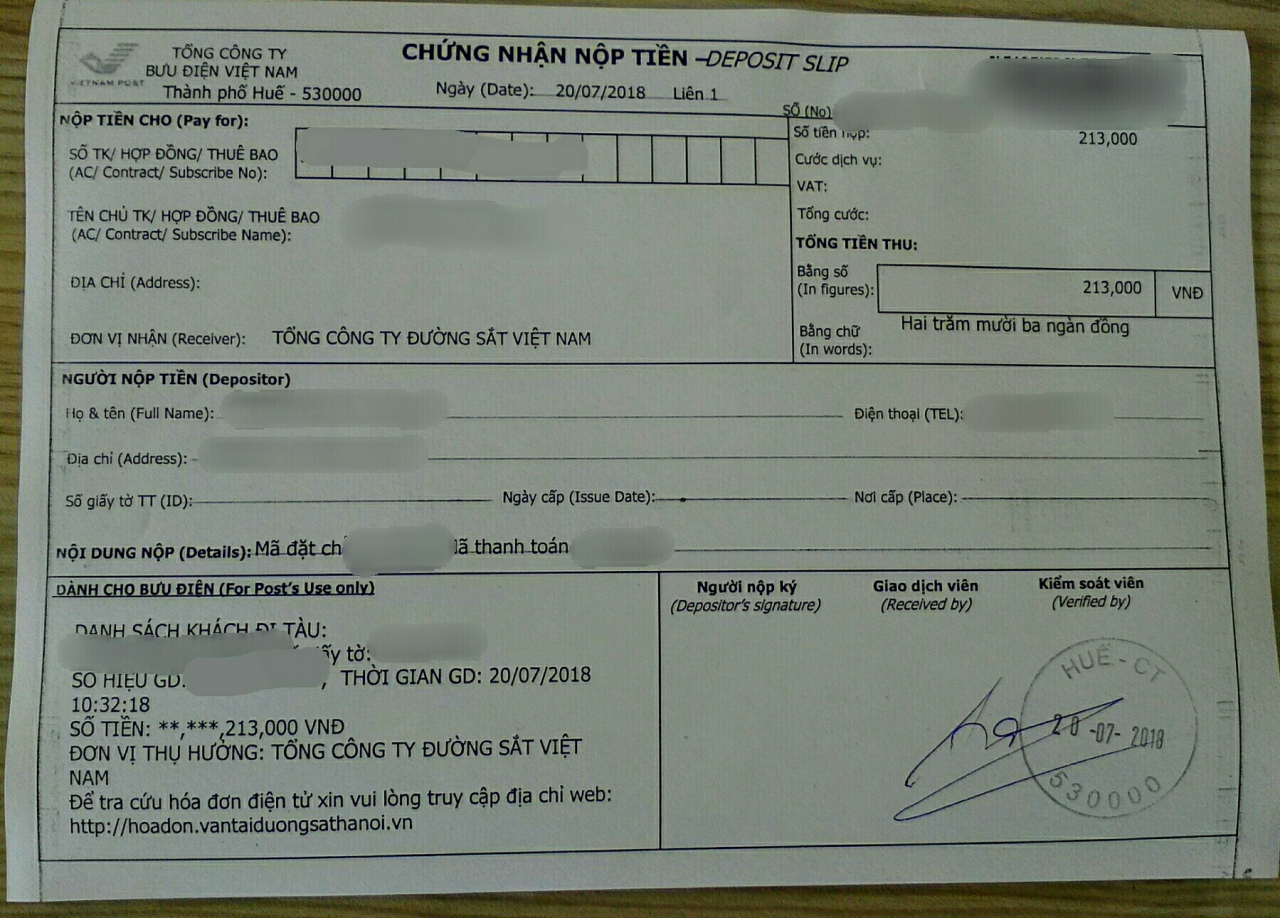 VIETNAM POST
TỔNG CÔNG TY
BƯU ĐIỆN VIỆT NAM
Thành phố Huế - 530000
CHỨNG NHẬN NỘP TIỀN –DEPOSIT SLIP
Ngày (Date): 20/07/2018 Liên 1
SỐ (No)
NỘP TIỀN CHO (Pay for):
SỐ TK/ HỢP ĐỒNG/ THUÊ BAO
(AC/ Contract/ Subscribe No):
TÊN CHỦ TK/ HỢP ĐỒNG/ THUÊ BAO
(AC/ Contract/ Subscribe Name):
ĐỊA CHỈ (Address):
ĐƠN VỊ NHẬN (Receiver): TỔNG CÔNG TY ĐƯỜNG SẮT VIỆT NAM
Số tiền nộp: 213,000
Cước dịch vụ:
VAT:
Tổng cước:
TỔNG TIỀN THU:
Bằng số
(In figures): 213,000 VNĐ
Bằng chữ
(In words): Hai trăm mười ba ngàn đồng
NGƯỜI NỘP TIỀN (Depositor)
Họ & tên (Full Name):
Điện thoại (TEL):
Địa chỉ (Address):
Số giấy tờ TT (ID): Ngày cấp (Issue Date): Nơi cấp (Place):
NỘI DUNG NỘP (Details): Mã đặt thanh toán
DÀNH CHO BƯU ĐIỆN (For Post's Use only)
DANH SÁCH KHÁCH ĐI TÀU:
tờ:
SỐ HIỆU GD: , THỜI GIAN GD: 20/07/2018
10:32:18
SỐ TIỀN: **,***,213,000 VNĐ
ĐƠN VỊ THỤ HƯỞNG: TỔNG CÔNG TY ĐƯỜNG SẮT VIỆT
NAM
Để tra cứu hóa đơn điện tử xin vui lòng truy cập địa chỉ web:
http://hoadon.vantaiduongsathanoi.vn
Người nộp ký
(Depositor's signature)
Giao dịch viên
(Received by)
Kiểm soát viên
(Verified by)
HUẾ - CT
20 -07- 2018
530000